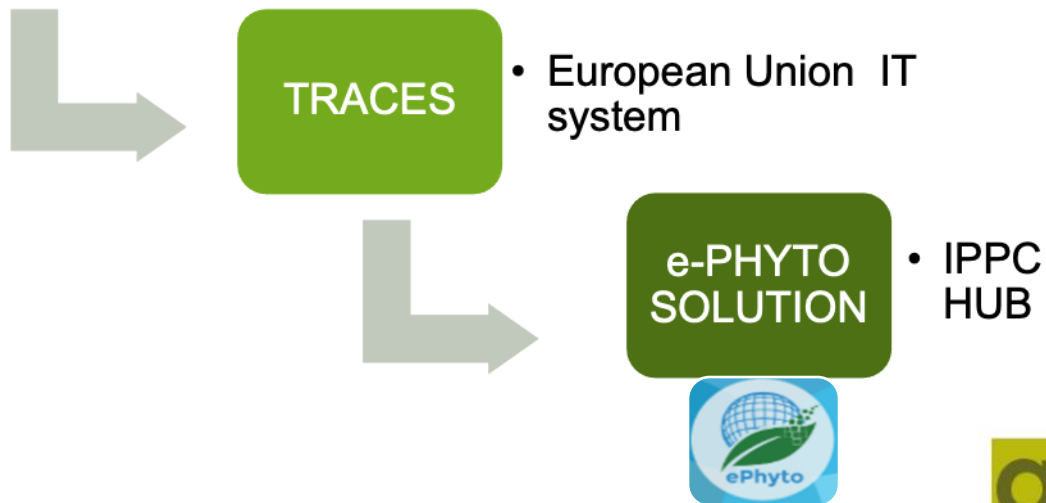 TRACES
• European Union IT
system
e-PHYTO
SOLUTION
• IPPC
HUB
ePhyto